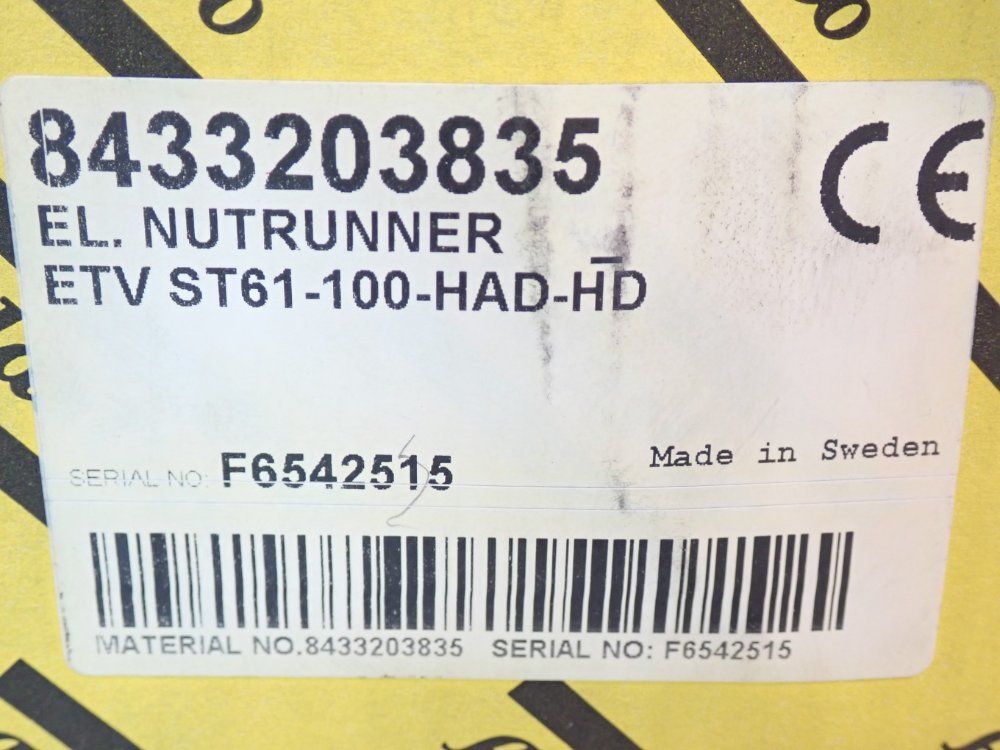 8433203835
CE
EL. NUTRUNNER
ETV ST61-100-HAD-HD
SERIAL NO: F6542515
Made in Sweden
MATERIAL NO.8433203835 SERIAL NO: F6542515